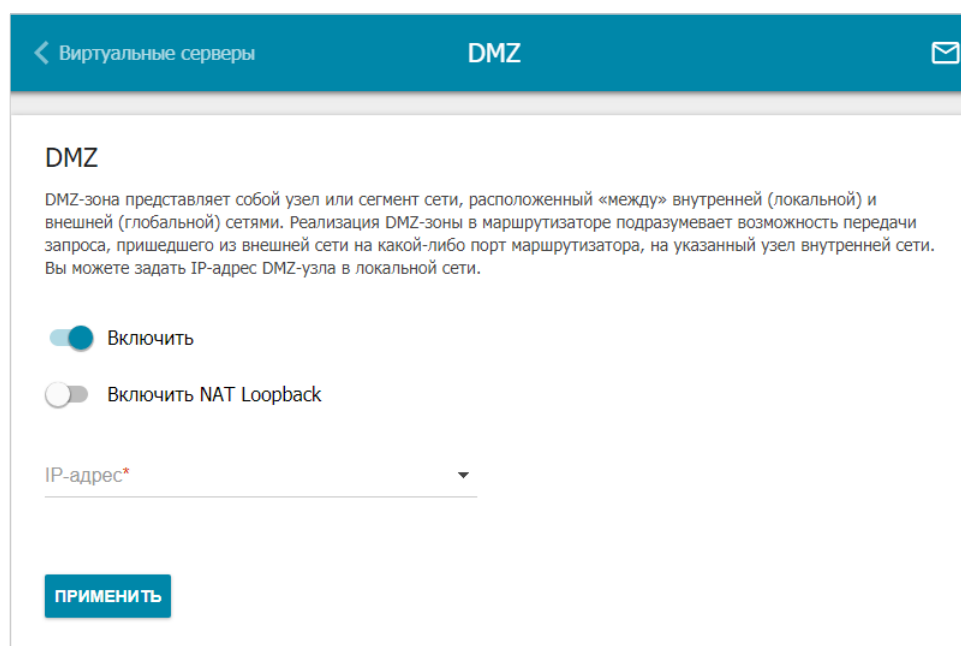 Виртуальные серверы
DMZ
DMZ
DMZ-зона представляет собой узел или сегмент сети, расположенный «между» внутренней (локальной) и
внешней (глобальной) сетями. Реализация DMZ-зоны в маршрутизаторе подразумевает возможность передачи
запроса, пришедшего из внешней сети на какой-либо порт маршрутизатора, на указанный узел внутренней сети.
Вы можете задать IP-адрес DMZ-узла в локальной сети.
Включить
Включить NAT Loopback
IP-адрес*
ПРИМЕНИТЬ